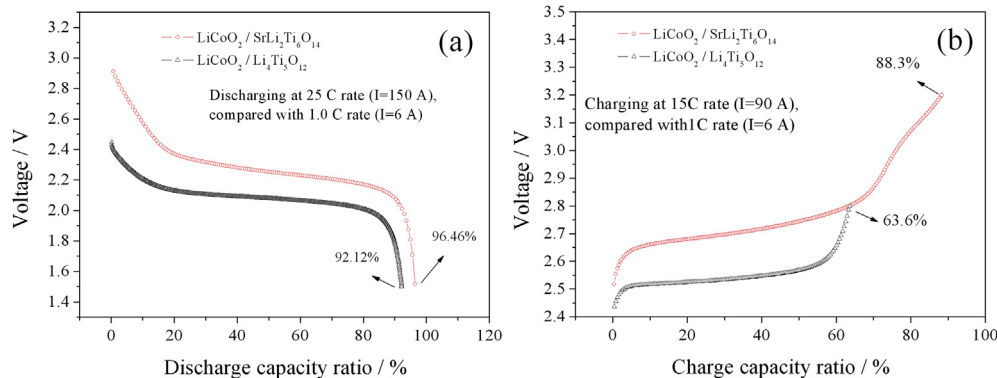 (a)
LiCoO₂ / SrLi₂Ti₆O₁₄
LiCoO₂ / Li₄Ti₅O₁₂
Discharging at 25 C rate (I=150 A),
compared with 1.0 C rate (I=6 A)
92.12%
96.46%
Voltage / V
3.2
3.0
2.8
2.6
2.4
2.2
2.0
1.8
1.6
1.4
0
20
40
60
80
100
120
Discharge capacity ratio / %
(b)
LiCoO₂ / SrLi₂Ti₆O₁₄
LiCoO₂ / Li₄Ti₅O₁₂
88.3%
Charging at 15C rate (I=90 A),
compared with1C rate (I=6 A)
63.6%
Voltage / V
3.4
3.3
3.2
3.1
3.0
2.9
2.8
2.7
2.6
2.5
2.4
0
20
40
60
80
100
Charge capacity ratio / %